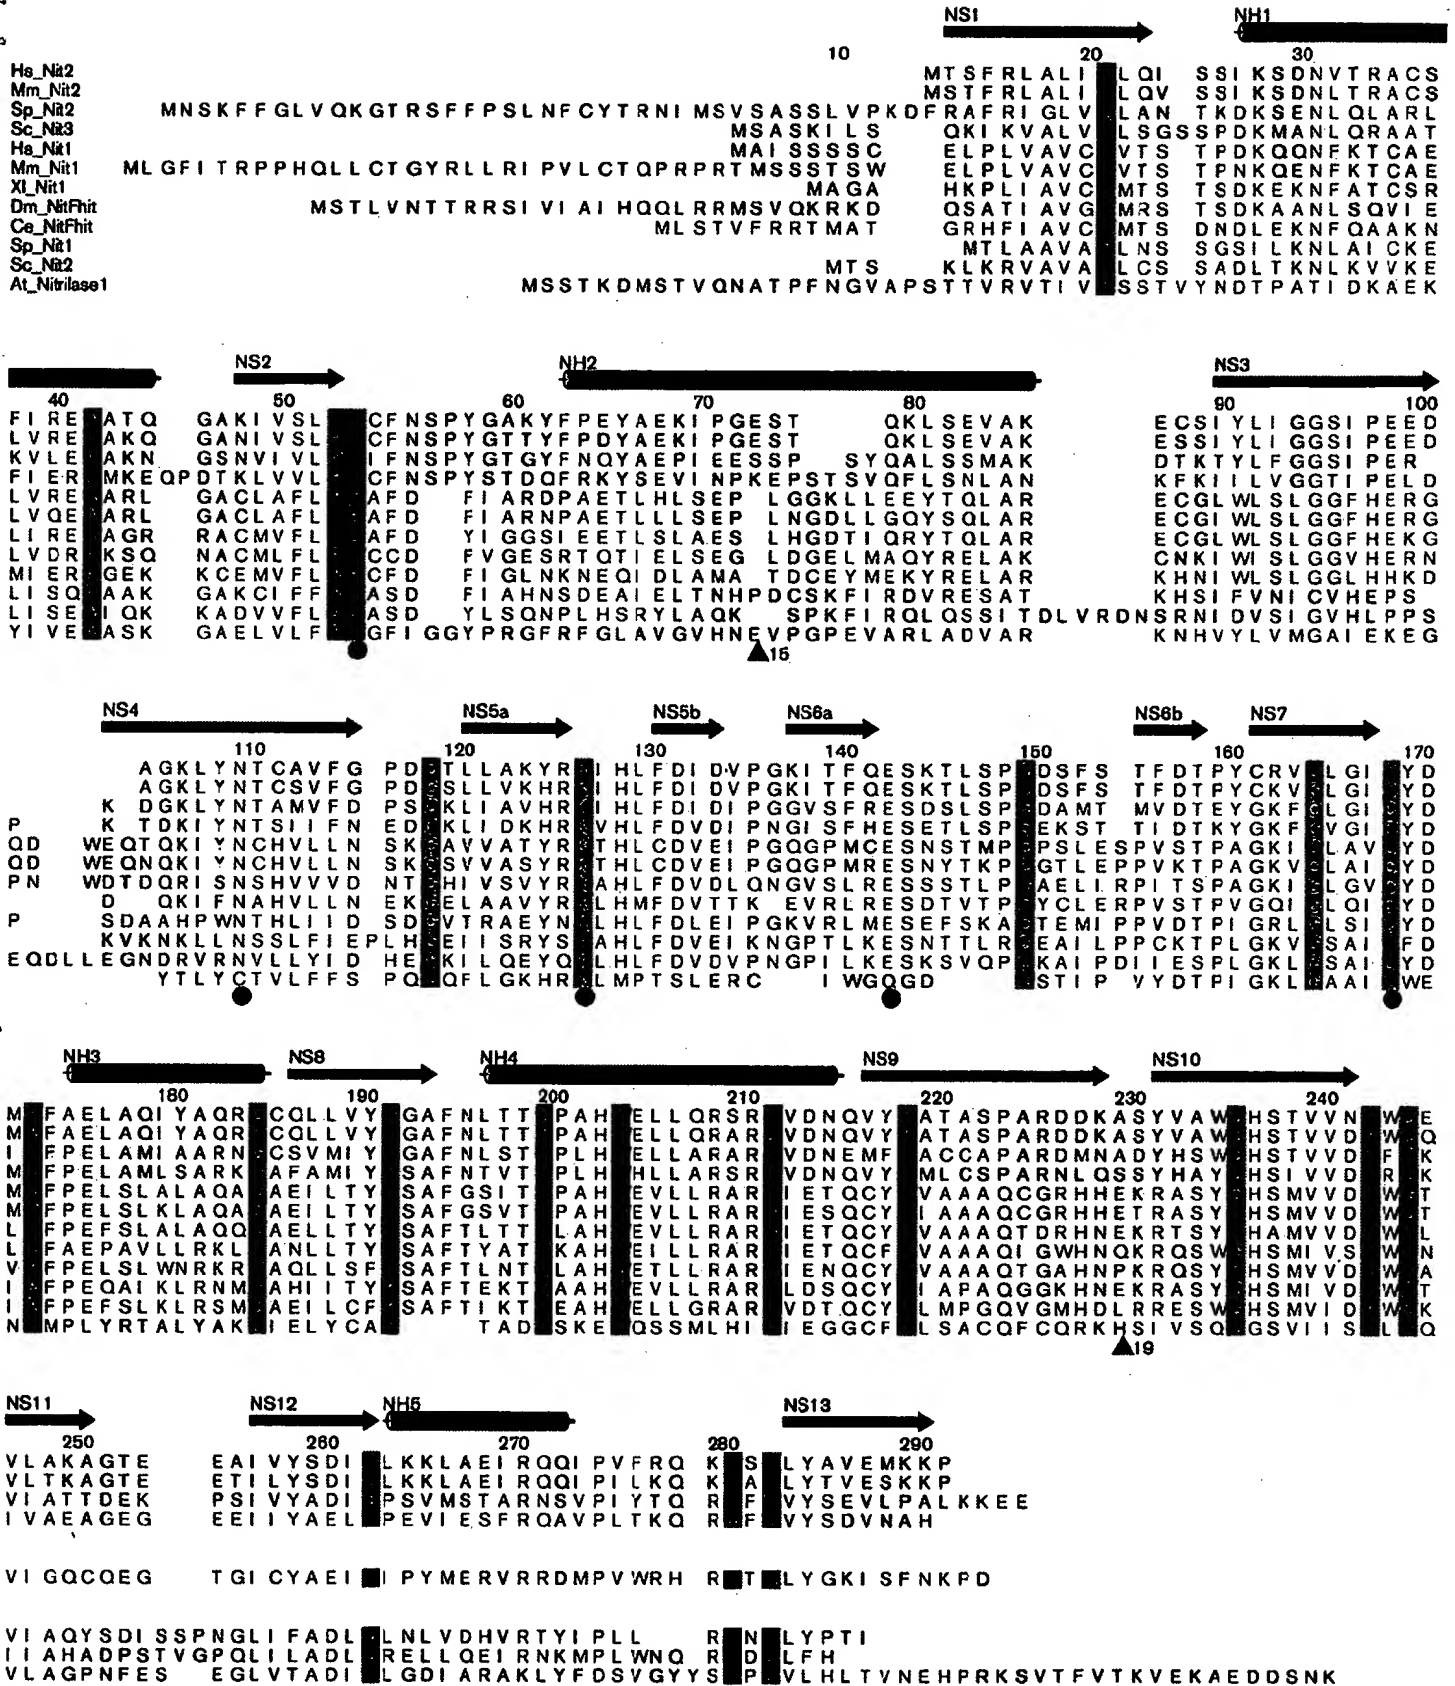 NS1 NH1
10 20 30
Hs_Nit2 MTSFRLALI LQI SSIKSDNVTRACS
Mm_Nit2 MSTFRLALI LQV SSIKSDNLTRACS
Sp_Nit2 MNSKFFGLVQKGTRSFFPSLNFCYTRNIMSVSASSLVPKDFRAFRIGLV LAN TKDKSENLQLARL
Sc_Nit3 MSASKILS QKIKVALV LSGSSPDKMANLQRAAT
Hs_Nit1 MAISSSSC ELPLVAVC VTS TPDKQQNFKTCAE
Mm_Nit1 MLGFITRPPHQLLCTGYRLLRIPVLCTQPRPRTMSSSTSW ELPLVAVC VTS TPNKQENFKTCAE
Xl_Nit1 MAGA HKPLIAVC MTS TSDKEKNFATCSR
Dm_NitFhit MSTLVNTTRRSIVIAIHQQLRRMSVQKRKD QSATIAVG MRS TSDKAANLSQVIE
Ce_NitFhit MLSTVFRRTMAT GRHFIAVC MTS DNDLEKNFQAAKN
Sp_Nit1 MTLAAVA LNS SGSILKNLAICKE
Sc_Nit2 MTS KLKRVAVA LCS SADLTKNLKVVKE
At_Nitrilase1 MSSTKDMSTVQNATPFNGVAPSTTVRVTIV SSTVYNDTPATIDKAEK
NS2 NH2 NS3
40 50 60 70 80 90 100
FIRE ATQ GAKIVSL CFNSPYGAKYFPEYAEKIPGEST QKLSEVAK ECSIYLIGGSIPEED
LVRE AKQ GANIVSL CFNSPYGTTYFPDYAEKIPGEST QKLSEVAK ESSIYLIGGSIPEED
KVLE AKN GSNVIVL IFNSPYGTGYFNQYAEPIEESSP SYQALSSMAK DTKTYLFGGSIPER
FIER MKEQPDTKLVVL CFNSPYSTDQFRKYSEVINPKEPSTSVQFLSNLAN KFKIILVGGTIPELD
LVRE ARL GACLAFL AFD FIARDPAETLHLSEP LGGKLLEEYTQLAR ECGLWLSLGGFHERG
LVQE ARL GACLAFL AFD FIARNPAETLLLSEP LNGDLLGQYSQLAR ECGIWLSLGGFHERG
LIRE AGR RACMVFL AFD YIGGSIEETLSLAES LHGDTIQRYTQLAR ECGLWLSLGGFHEKG
LVDR KSQ NACMLFL CCD FVGESRTQTIELSEG LDGELMAQYRELAK CNKIWISLGGVHERN
MIER GEK KCEMVFL CFD FIGLNKNEQIDLAMA TDCEYMEKYRELAR KHNIWLSLGGLHHKD
LISQ AAK GAKCIFF ASD FIAHNSDEAIELTNHPDCSKFIRDVRESAT KHSIFVNICVHEPS
LISE IQK KADVVFL ASD YLSQNPLHSRYLAQK SPKFIRQLQSSITDLVRDNSRNIDVSIGVHLPPS
YIVE ASK GAELVLF GFIGGYPRGFRFGLAVGVHNEVPGPEVARLADVAR KNHVYLVMGAIEKEG
15
NS4 NS5a NS5b NS6a NS6b NS7
110 120 130 140 150 160 170
AGKLYNTCAVFG PD TLLAKYR IHLFDIDVPGKITFQESKTLSP DSFS TFDTPYCRV LGI YD
AGKLYNTCSVFG PD SLLVKHR IHLFDIDVPGKITFQESKTLSP DSFS TFDTPYCKV LGI YD
K DGKLYNTAMVFD PS KLIAVHR IHLFDIDIPGGVSFRESDSLSP DAMT MVDTEYGKF LGI YD
P K TDKIYNTSIIFN ED KLIDKHR VHLFDVDIPNGISFHESETLSP EKST TIDTKYGKF VGI YD
QD WEQTQKIYNCHVLLN SK AVVATYR THLCDVEIPGQGPMCESNSTMP PSLESPVSTPAGKI LAV YD
QD WEQNQKIYNCHVLLN SK SVVASYR THLCDVEIPGQGPMRESNYTKP GTLEPPVKTPAGKV LAI YD
PN WDTDQRISNSHVVVD NT HIVSVYR AHLFDVDLQNGVSLRESSSTLP AELIRPITSPAGKI LGV YD
D QKIFNAHVLLN EK ELAAVYR LHMFDVTTK EVRLRESDTVTP YCLERPVSTPVGQI LQI YD
P SDAAHPWNTHLIID SD VTRAEYN LHLFDLEIPGKVRLMESEFSKA TEMIPPVDTPIGRL LSI YD
KVKNKLLNSSLFIEPLH EIISRYS AHLFDVEIKNGPTLKESNTTLR EAILPPCKTPLGKV SAI FD
EQDLLEGNDRVRNVLLYID HE KILQEYQ LHLFDVDVPNGPILKESKSVQP KAIPDIIESPLGKL SAI YD
YTLYCTVLFFS PQ QFLGKHR LMPTSLERC IWGQGD STIP VYDTPIGKL AAI WE
NH3 NS8 NH4 NS9 NS10
180 190 200 210 220 230 240
M FAELAQIYAQR CQLLVY GAFNLTT PAH ELLQRSR VDNQVY ATASPARDDKASYVAW HSTVVN W E
M FAELAQIYAQR CQLLVY GAFNLTT PAH ELLQRAR VDNQVY ATASPARDDKASYVAW HSTVVD W Q
I FPELAMIAARN CSVMIY GAFNLST PLH ELLARAR VDNEMF ACCAPARDMNADYHSW HSTVVD F K
M FPELAMLSARK AFAMIY SAFNTVT PLH HLLARSR VDNQVY MLCSPARNLQSSYHAY HSIVVD R K
M FPELSLALAQA AEILTY SAFGSIT PAH EVLLRAR IETQCY VAAAQCGRHHEKRASY HSMVVD W T
M FPELSLKLAQA AEILTY SAFGSVT PAH EVLLRAR IESQCY IAAAQCGRHHETRASY HSMVVD W T
L FPEFSLALAQQ AELLTY SAFTLTT LAH EVLLRAR IETQCY VAAAQTDRHNEKRTSY HAMVVD W L
L FAEPAVLLRKL ANLLTY SAFTYAT KAH EILLRAR IETQCF VAAAQIGWHNQKRQSW HSMIVS W N
V FPELSLWNRKR AQLLSF SAFTLNT LAH ETLLRAR IENQCY VAAAQTGAHNPKRQSY HSMVVD W A
I FPEQAIKLRNM AHIITY SAFTEKT AAH EVLLRAR LDSQCY IAPAQGGKHNEKRASY HSMIVD W T
I FPEFSLKLRSM AEILCF SAFTIKT EAH ELLGRAR VDTQCY LMPGQVGMHDLRRESW HSMVID W K
N MPLYRTALYAK IELYCA TAD SKE QSSMLHI IEGGCF LSACQFCQRKHSIVSQ GSVIIS L Q
19
NS11 NS12 NH5 NS13
250 260 270 280 290
VLAKAGTE EAIVYSDI LKKLAEIRQQIPVFRQ K S LYAVEMKKP
VLTKAGTE ETILYSDI LKKLAEIRQQIPILKQ K A LYTVESKKP
VIATTDEK PSIVYADI PSVMSTARNSVPIYTQ R F VYSEVLPALKKEE
IVAEAGEG EEIIYAEL PEVIESFRQAVPLTKQ R F VYSDVNAH
VIGQCQEG TGICYAEI IPYMERVRRDMPVWRH R T LYGKISFNKPD
VIAQYSDISSPNGLIFADL LNLVDHVRTYIPLL R N LYPTI
IIAHADPSTVGPQLILADL RELLQEIRNKMPLWNQ R D LFH
VLAGPNFES EGLVTADI LGDIARAKLYFDSVGYYS P VLHLTVNEHPRKSVTFVTKVEKAEDDSNK